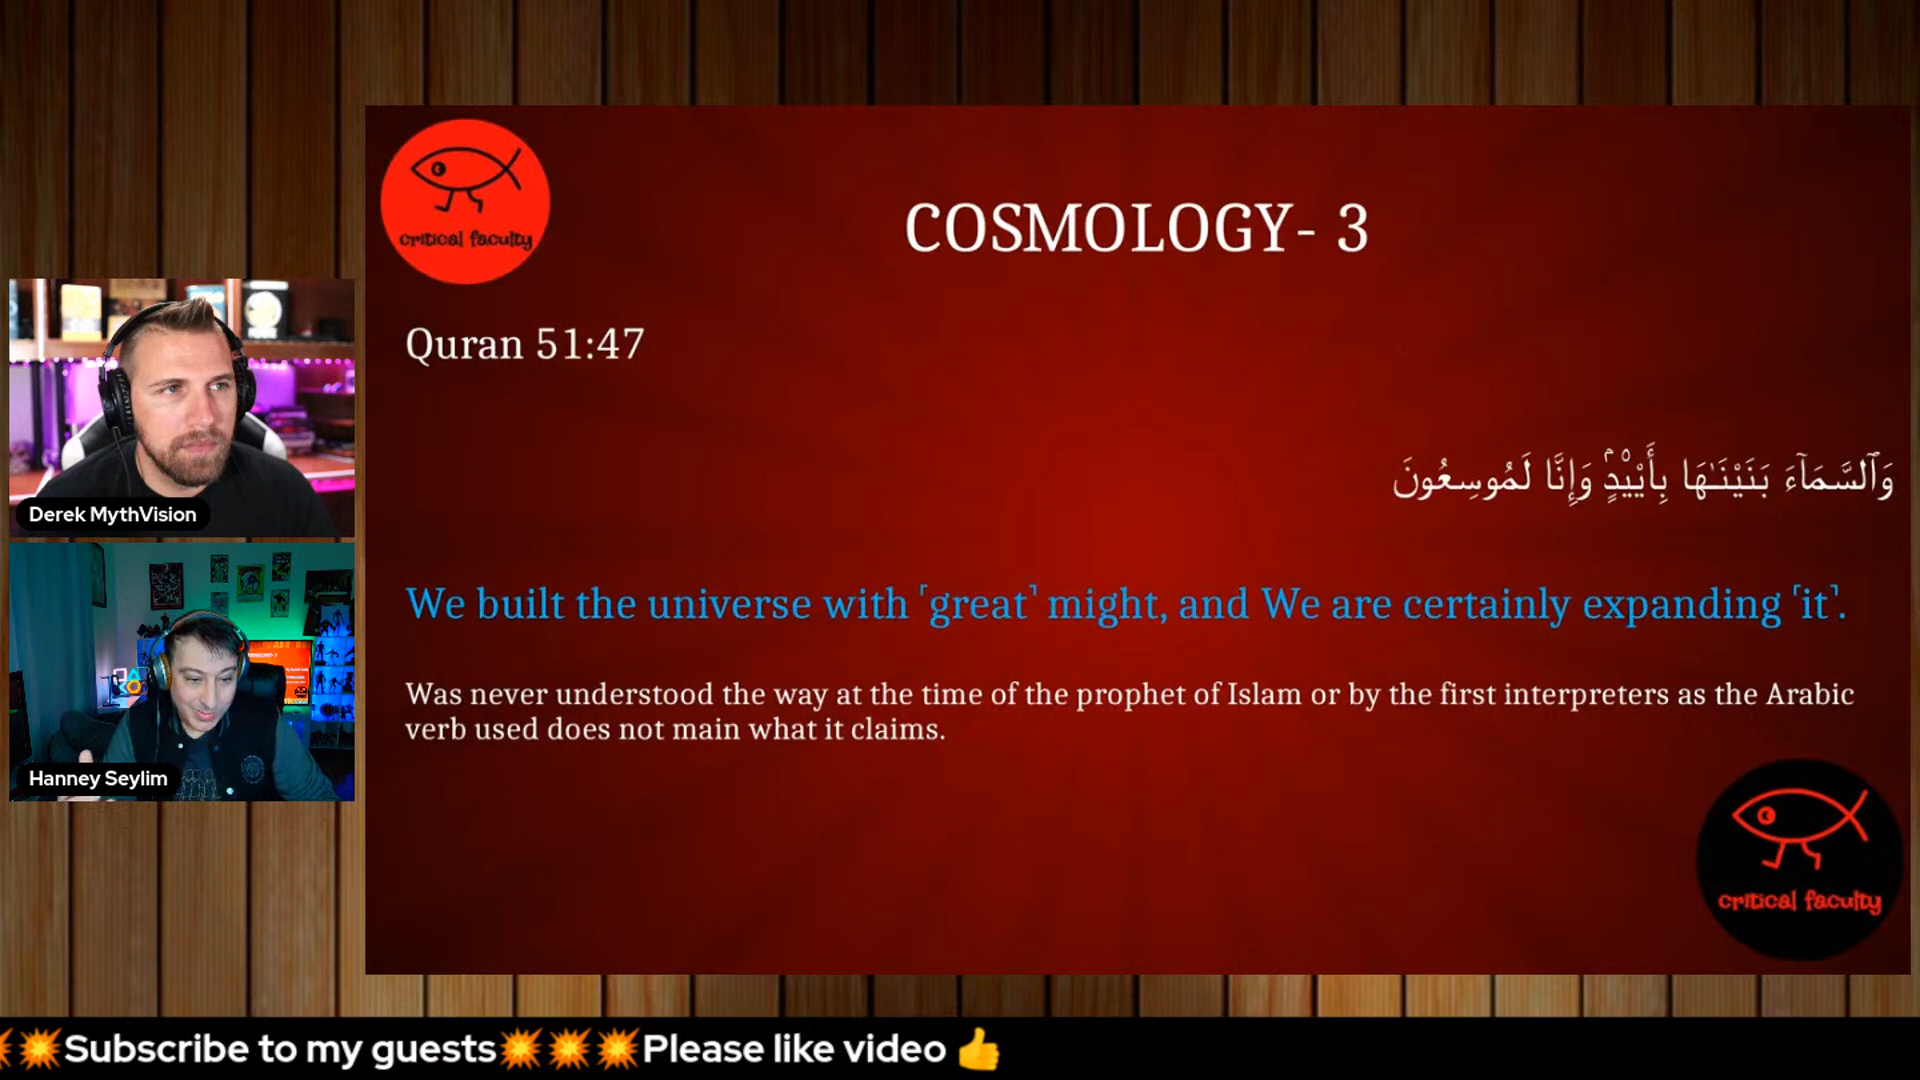 critical faculty
COSMOLOGY- 3
Quran 51:47
وَٱلسَّمَآءَ بَنَيْنَـٰهَا بِأَيْي۟دٍۢ وَإِنَّا لَمُوسِعُونَ
We built the universe with ˹great˺ might, and We are certainly expanding ˹it˺.
Was never understood the way at the time of the prophet of Islam or by the first interpreters as the Arabic
verb used does not main what it claims.
critical faculty
Derek MythVision
Hanney Seylim
💥💥Subscribe to my guests💥💥💥Please like video 👍